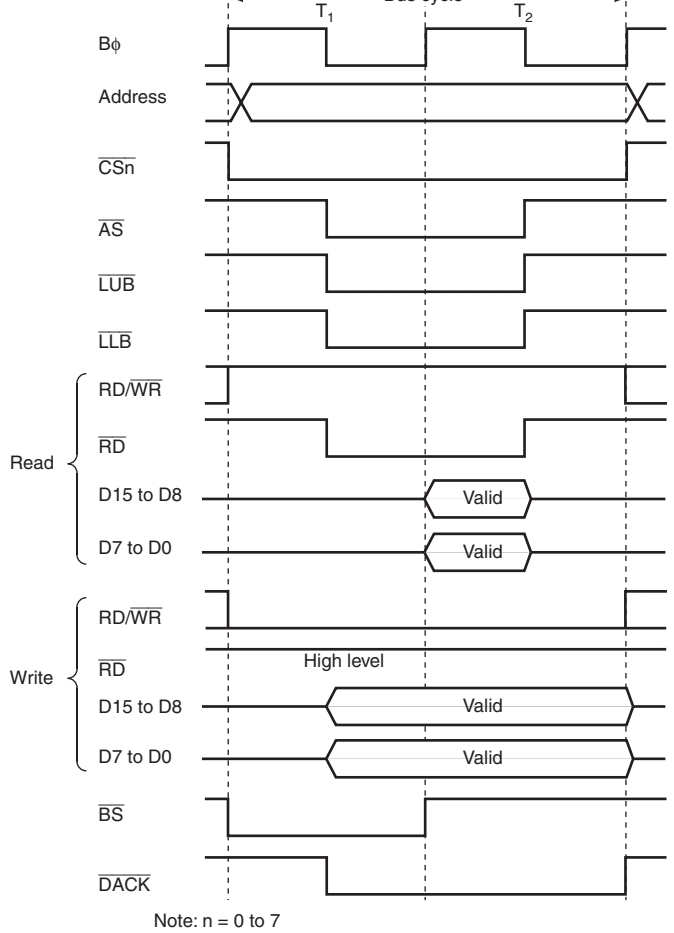 T1 T2
Bφ
Address
CSn
AS
LUB
LLB
Read
RD/WR
RD
D15 to D8 Valid
D7 to D0 Valid
Write
RD/WR
RD High level
D15 to D8 Valid
D7 to D0 Valid
BS
DACK
Note: n = 0 to 7